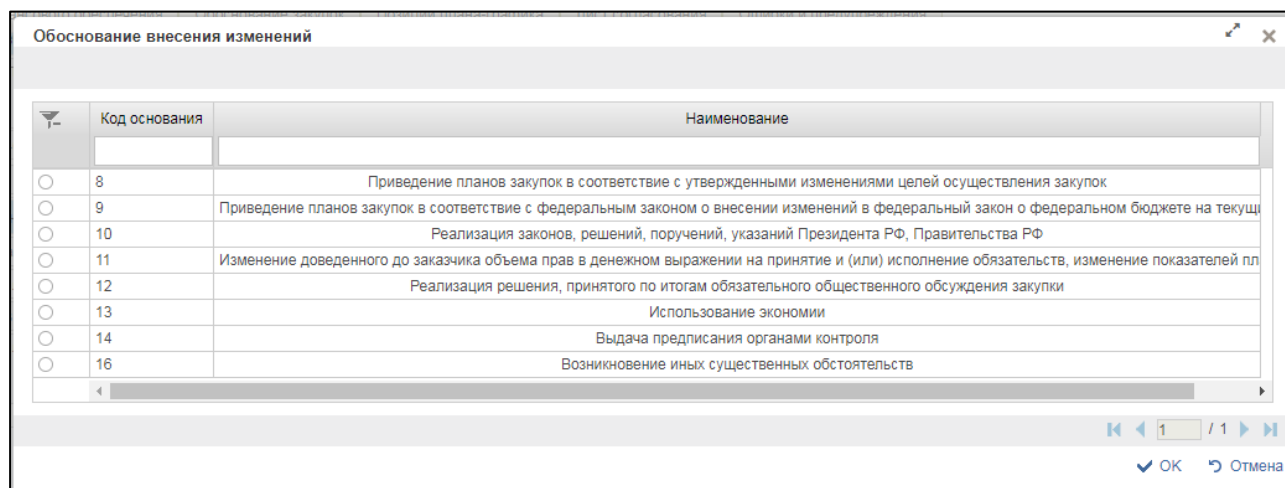 Обоснование внесения изменений
Код основания Наименование
8 Приведение планов закупок в соответствие с утвержденными изменениями целей осуществления закупок
9 Приведение планов закупок в соответствие с федеральным законом о внесении изменений в федеральный закон о федеральном бюджете на текущи
10 Реализация законов, решений, поручений, указаний Президента РФ, Правительства РФ
11 Изменение доведенного до заказчика объема прав в денежном выражении на принятие и (или) исполнение обязательств, изменение показателей пл
12 Реализация решения, принятого по итогам обязательного общественного обсуждения закупки
13 Использование экономии
14 Выдача предписания органами контроля
16 Возникновение иных существенных обстоятельств
1 / 1
OK Отмена